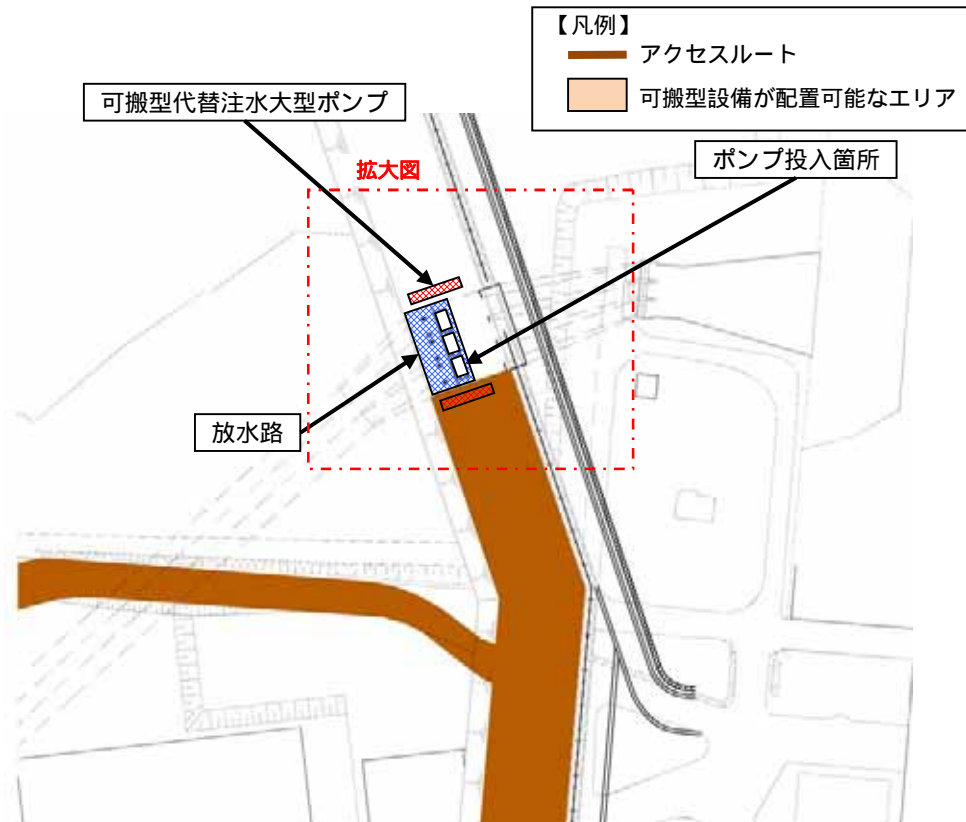 【凡例】
アクセスルート
可搬型設備が配置可能なエリア
可搬型代替注水大型ポンプ
拡大図
ポンプ投入箇所
放水路